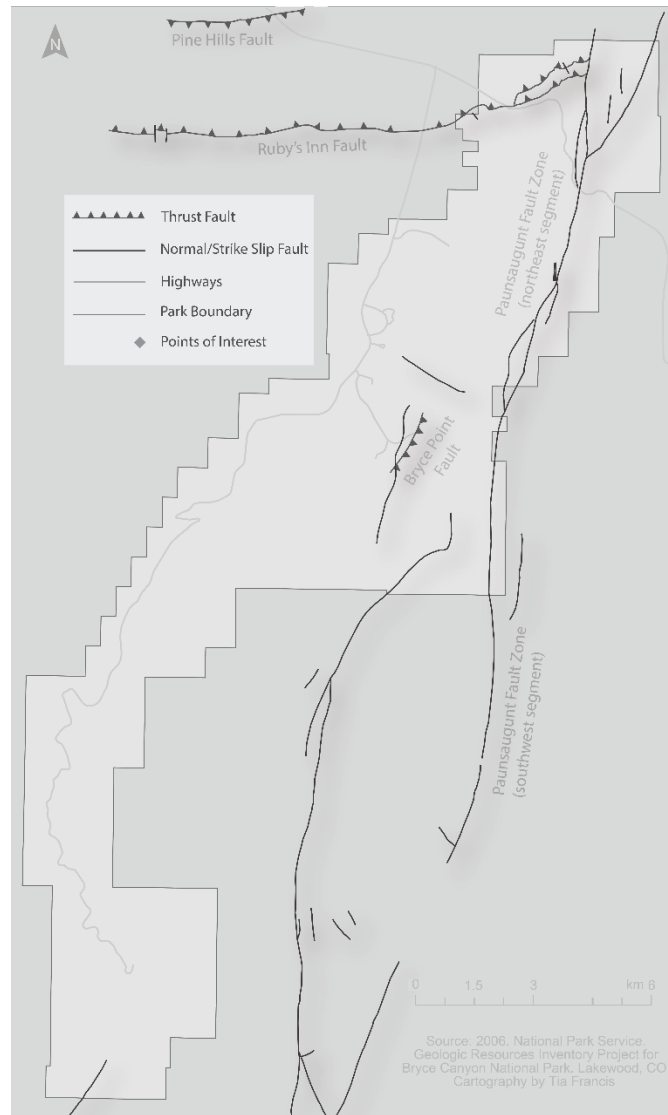 N
Pine Hills Fault
Ruby's Inn Fault
Thrust Fault
Normal/Strike Slip Fault
Highways
Park Boundary
Points of Interest
Paunsaugunt Fault Zone
(northeast segment)
Bryce Point
Fault
Paunsaugunt Fault Zone
(southwest segment)
0 1.5 3 km 6
Source: 2006. National Park Service.
Geologic Resources Inventory Project for
Bryce Canyon National Park. Lakewood, CO
Cartography by Tia Francis